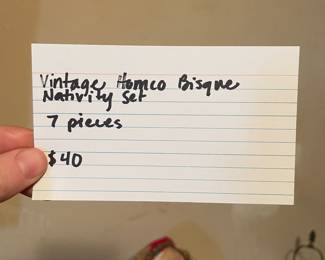 Vintage Homco Bisque
Nativity Set
7 pieces
$40